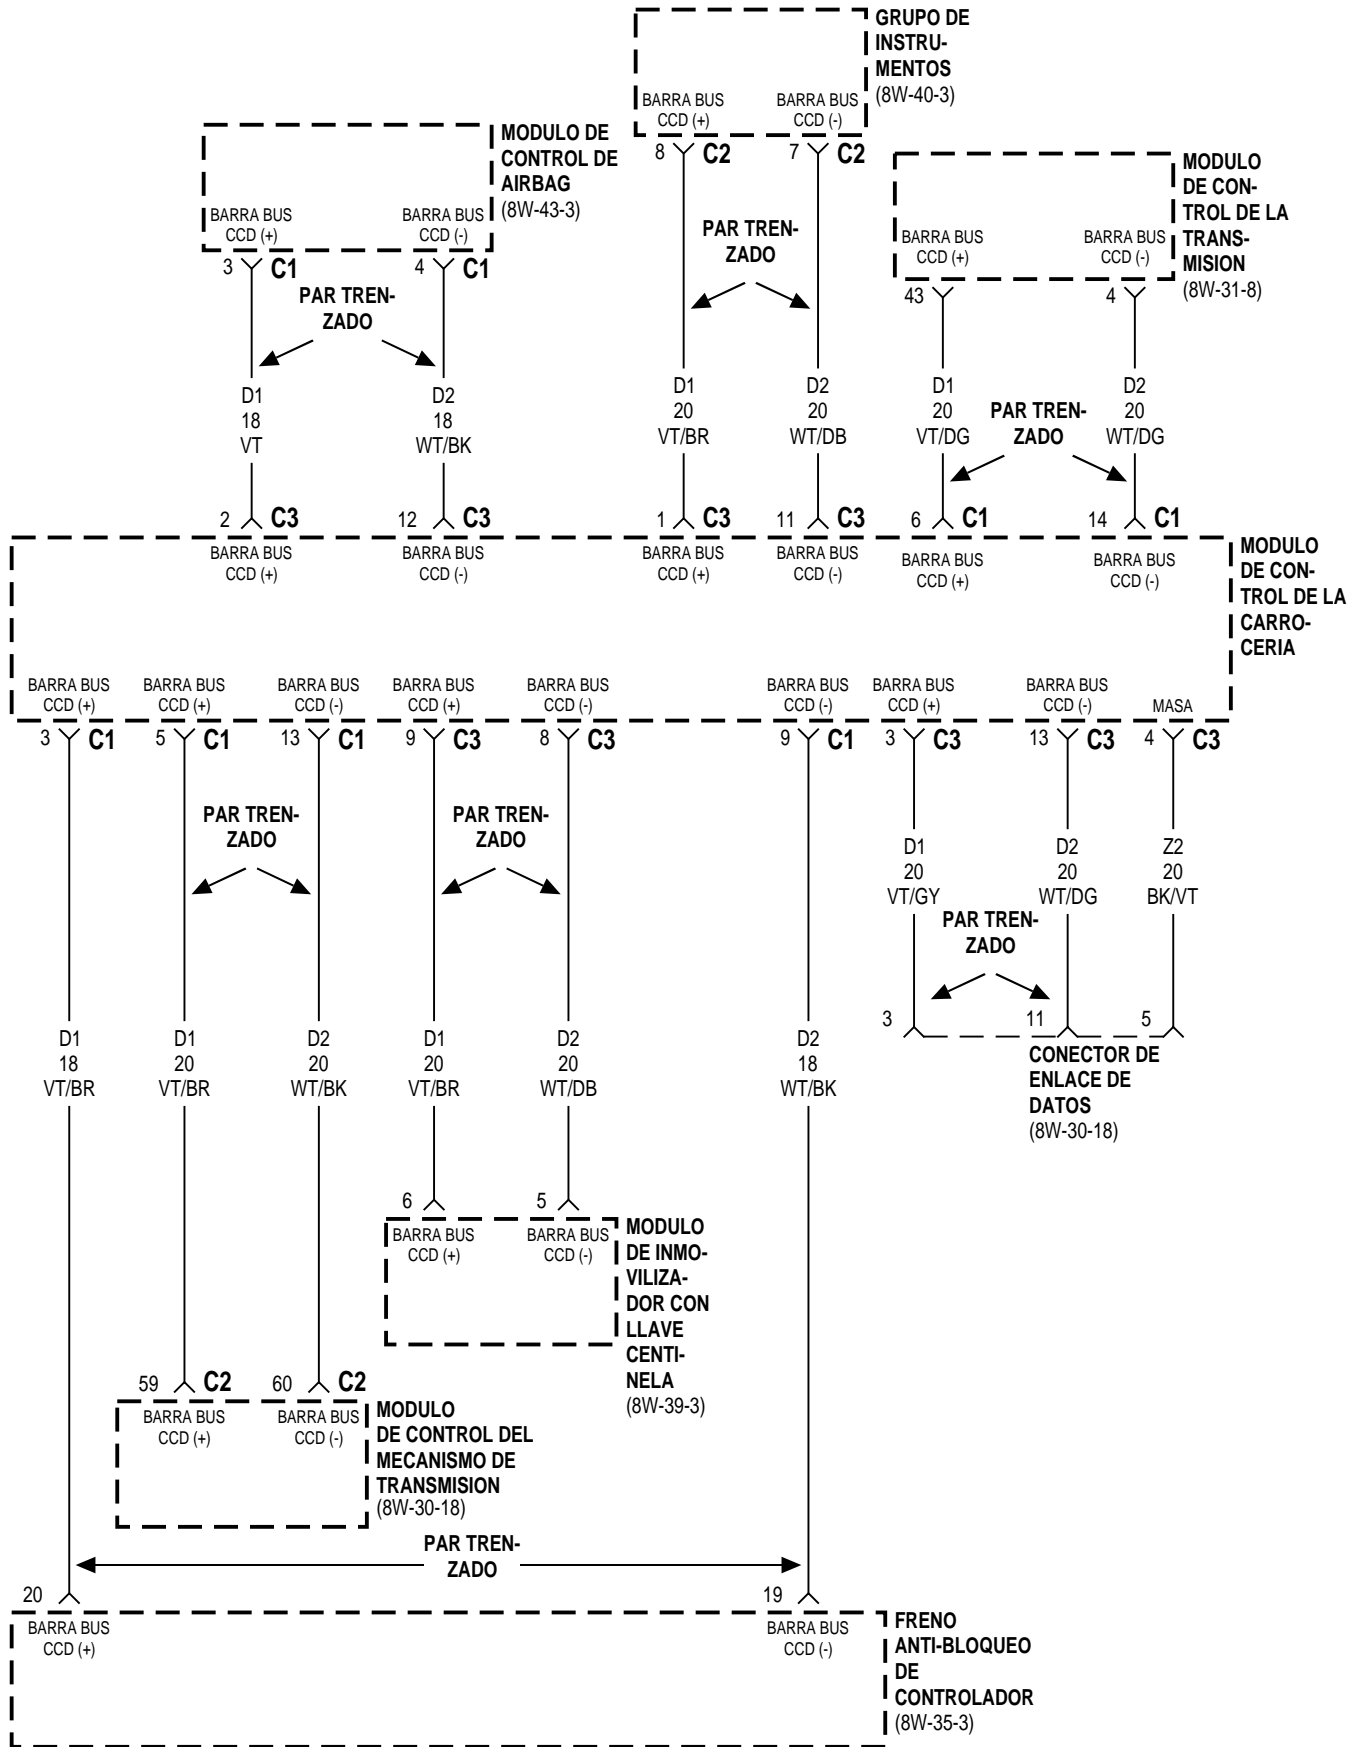 GRUPO DE
INSTRU-
MENTOS
(8W-40-3)
BARRA BUS
CCD (+)
BARRA BUS
CCD (-)
8 C2
7 C2
MODULO DE
CONTROL DE
AIRBAG
(8W-43-3)
BARRA BUS
CCD (+)
BARRA BUS
CCD (-)
3 C1
4 C1
MODULO
DE CON-
TROL DE LA
TRANS-
MISION
(8W-31-8)
BARRA BUS
CCD (+)
BARRA BUS
CCD (-)
43
4
PAR TREN-
ZADO
PAR TREN-
ZADO
PAR TREN-
ZADO
D1
18
VT
D2
18
WT/BK
D1
20
VT/BR
D2
20
WT/DB
D1
20
VT/DG
D2
20
WT/DG
2 C3
12 C3
1 C3
11 C3
6 C1
14 C1
BARRA BUS
CCD (+)
BARRA BUS
CCD (-)
BARRA BUS
CCD (+)
BARRA BUS
CCD (-)
BARRA BUS
CCD (+)
BARRA BUS
CCD (-)
MODULO
DE CON-
TROL DE LA
CARRO-
CERIA
BARRA BUS
CCD (+)
BARRA BUS
CCD (+)
BARRA BUS
CCD (-)
BARRA BUS
CCD (+)
BARRA BUS
CCD (-)
BARRA BUS
CCD (-)
BARRA BUS
CCD (+)
BARRA BUS
CCD (-)
MASA
3 C1
5 C1
13 C1
9 C3
8 C3
9 C1
3 C3
13 C3
4 C3
PAR TREN-
ZADO
PAR TREN-
ZADO
D1
20
VT/GY
D2
20
WT/DG
Z2
20
BK/VT
PAR TREN-
ZADO
3
11
5
CONECTOR DE
ENLACE DE
DATOS
(8W-30-18)
D1
18
VT/BR
D1
20
VT/BR
D2
20
WT/BK
D1
20
VT/BR
D2
20
WT/DB
D2
18
WT/BK
6
5
BARRA BUS
CCD (+)
BARRA BUS
CCD (-)
MODULO
DE INMO-
VILIZA-
DOR CON
LLAVE
CENTI-
NELA
(8W-39-3)
59 C2
60 C2
BARRA BUS
CCD (+)
BARRA BUS
CCD (-)
MODULO
DE CONTROL DEL
MECANISMO DE
TRANSMISION
(8W-30-18)
PAR TREN-
ZADO
20
19
BARRA BUS
CCD (+)
BARRA BUS
CCD (-)
FRENO
ANTI-BLOQUEO
DE
CONTROLADOR
(8W-35-3)